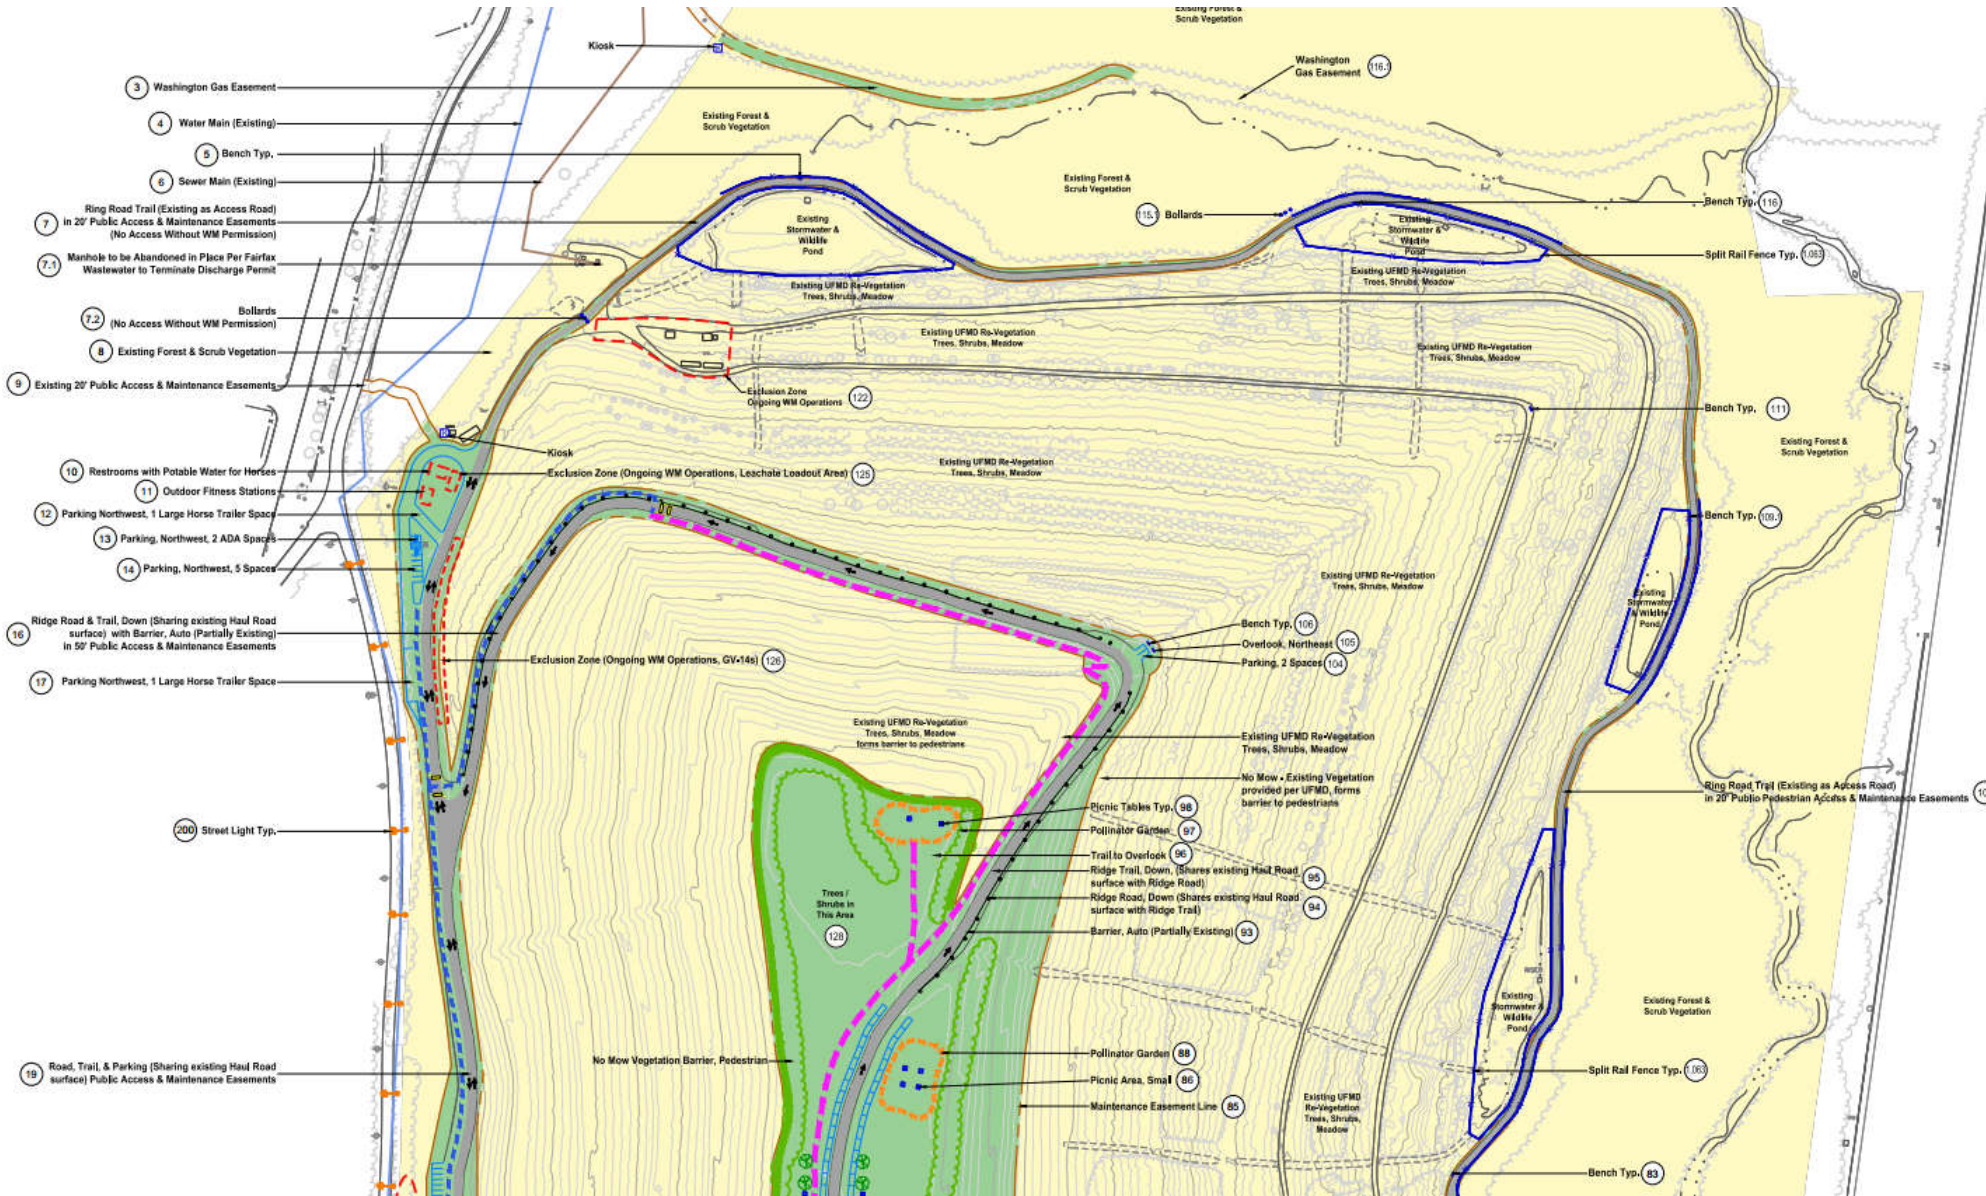 Existing Forest &
Scrub Vegetation
Kiosk
Washington
Gas Easement 116.1
3 Washington Gas Easement
4 Water Main (Existing)
5 Bench Typ.
6 Sewer Main (Existing)
Ring Road Trail (Existing as Access Road)
7 in 20' Public Access & Maintenance Easements
(No Access Without WM Permission)
7.1 Manhole to be Abandoned in Place Per Fairfax
Wastewater to Terminate Discharge Permit
Bollards
7.2 (No Access Without WM Permission)
8 Existing Forest & Scrub Vegetation
9 Existing 20' Public Access & Maintenance Easements
Kiosk
10 Restrooms with Potable Water for Horses
11 Outdoor Fitness Stations
12 Parking Northwest, 1 Large Horse Trailer Space
13 Parking, Northwest, 2 ADA Spaces
14 Parking, Northwest, 5 Spaces
Ridge Road & Trail, Down (Sharing existing Haul Road
16 surface) with Barrier, Auto (Partially Existing)
in 50' Public Access & Maintenance Easements
17 Parking Northwest, 1 Large Horse Trailer Space
200 Street Light Typ.
19 Road, Trail, & Parking (Sharing existing Haul Road
surface) Public Access & Maintenance Easements
Existing Forest &
Scrub Vegetation
Existing Forest &
Scrub Vegetation
115.1 Bollards
Existing
Stormwater &
Wildlife
Pond
Existing
Stormwater &
Wildlife
Pond
Bench Typ. 116
Split Rail Fence Typ. 1,063
Existing UFMD Re-Vegetation
Trees, Shrubs, Meadow
Existing UFMD Re-Vegetation
Trees, Shrubs, Meadow
Existing UFMD Re-Vegetation
Trees, Shrubs, Meadow
Existing UFMD Re-Vegetation
Trees, Shrubs, Meadow
Exclusion Zone
Ongoing WM Operations 122
Bench Typ. 111
Existing Forest &
Scrub Vegetation
Existing UFMD Re-Vegetation
Trees, Shrubs, Meadow
Exclusion Zone (Ongoing WM Operations, Leachate Loadout Area) 125
Bench Typ. 109.1
Existing UFMD Re-Vegetation
Trees, Shrubs, Meadow
Existing
Stormwater
& Wildlife
Pond
Bench Typ. 106
Overlook, Northeast 105
Parking, 2 Spaces 104
Exclusion Zone (Ongoing WM Operations, GV-14s) 126
Existing UFMD Re-Vegetation
Trees, Shrubs, Meadow
forms barrier to pedestrians
Existing UFMD Re-Vegetation
Trees, Shrubs, Meadow
No Mow - Existing Vegetation
provided per UFMD, forms
barrier to pedestrians
Ring Road Trail (Existing as Access Road)
in 20' Public Pedestrian Access & Maintenance Easements
Picnic Tables Typ. 98
Pollinator Garden 97
Trail to Overlook 96
Ridge Trail, Down, (Shares existing Haul Road
surface with Ridge Road) 95
Ridge Road, Down (Shares existing Haul Road
surface with Ridge Trail) 94
Barrier, Auto (Partially Existing) 93
Trees /
Shrubs in
This Area
128
Existing
Stormwater &
Wildlife
Pond
Existing Forest &
Scrub Vegetation
No Mow Vegetation Barrier, Pedestrian
Pollinator Garden 88
Picnic Area, Small 86
Maintenance Easement Line 85
Split Rail Fence Typ. 1,063
Existing UFMD
Re-Vegetation
Trees, Shrubs,
Meadow
Bench Typ. 83